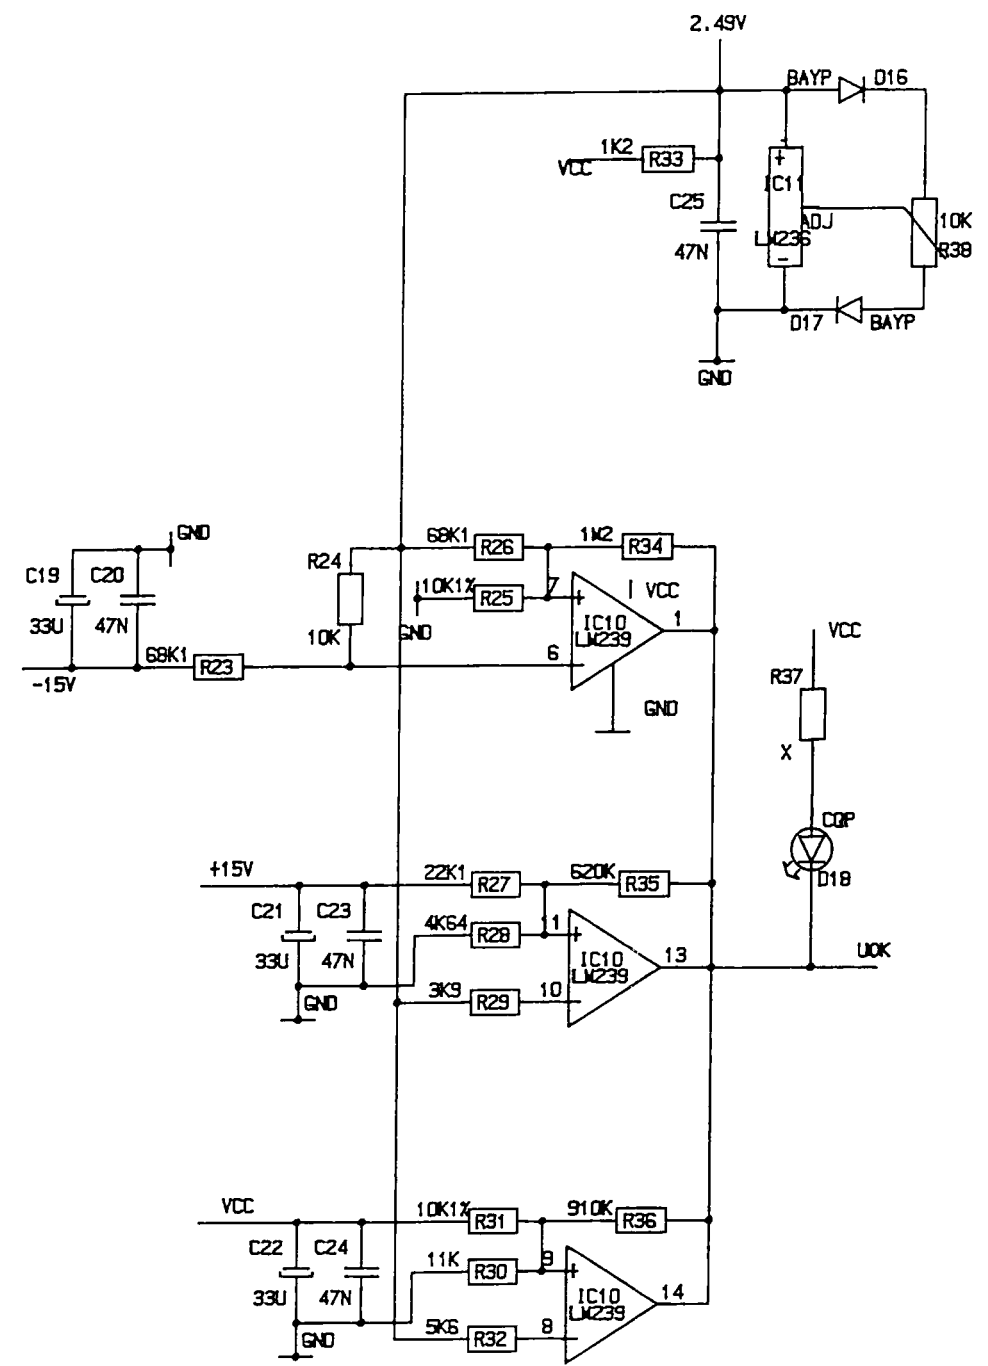 2.49V
BAYP D16
1K2 R33
VCC
C25
47N
+
IC11
ADJ
LM236
-
10K
R38
D17 BAYP
GND
GND
C19 C20
33U 47N
-15V
68K1 R23
R24
10K
68K1 R26
1M2 R34
10K1% R25
GND
7 +
6 -
IC10
LM239
VCC
1
GND
VCC
R37
X
CQP
D18
+15V
C21 C23
33U 47N
GND
22K1 R27
620K R35
4K64 R28
3K9 R29
11 +
10 -
IC10
LM239
13
UOK
VCC
C22 C24
33U 47N
GND
10K1% R31
910K R36
11K R30
5K6 R32
9 +
8 -
IC10
LM239
14